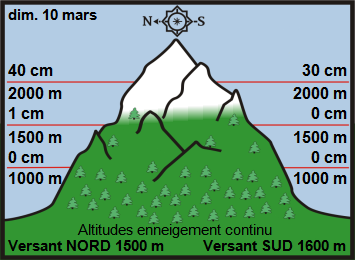 dim. 10 mars
N S
40 cm 30 cm
2000 m 2000 m
1 cm 0 cm
1500 m 1500 m
0 cm 0 cm
1000 m 1000 m
Altitudes enneigement continu
Versant NORD 1500 m Versant SUD 1600 m